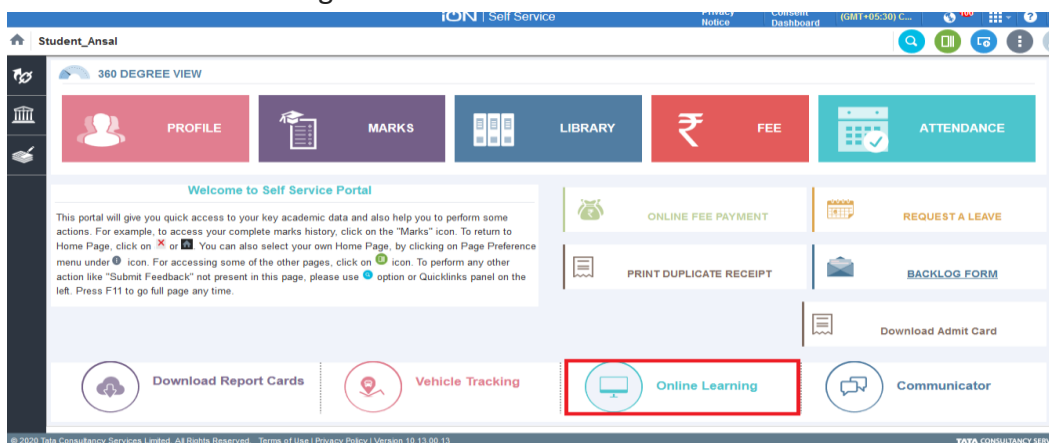 iON | Self Service
Privacy Notice
Consent Dashboard
(GMT+05:30) C...
100
Student_Ansal
360 DEGREE VIEW
PROFILE
MARKS
LIBRARY
FEE
ATTENDANCE
Welcome to Self Service Portal
This portal will give you quick access to your key academic data and also help you to perform some
actions. For example, to access your complete marks history, click on the "Marks" icon. To return to
Home Page, click on or You can also select your own Home Page, by clicking on Page Preference
menu under icon. For accessing some of the other pages, click on icon. To perform any other
action like "Submit Feedback" not present in this page, please use option or Quicklinks panel on the
left. Press F11 to go full page any time.
ONLINE FEE PAYMENT
REQUEST A LEAVE
PRINT DUPLICATE RECEIPT
BACKLOG FORM
Download Admit Card
Download Report Cards
Vehicle Tracking
Online Learning
Communicator
© 2020 Tata Consultancy Services Limited. All Rights Reserved. Terms of Use | Privacy Policy | Version 10.13.00.13
TATA CONSULTANCY SERV